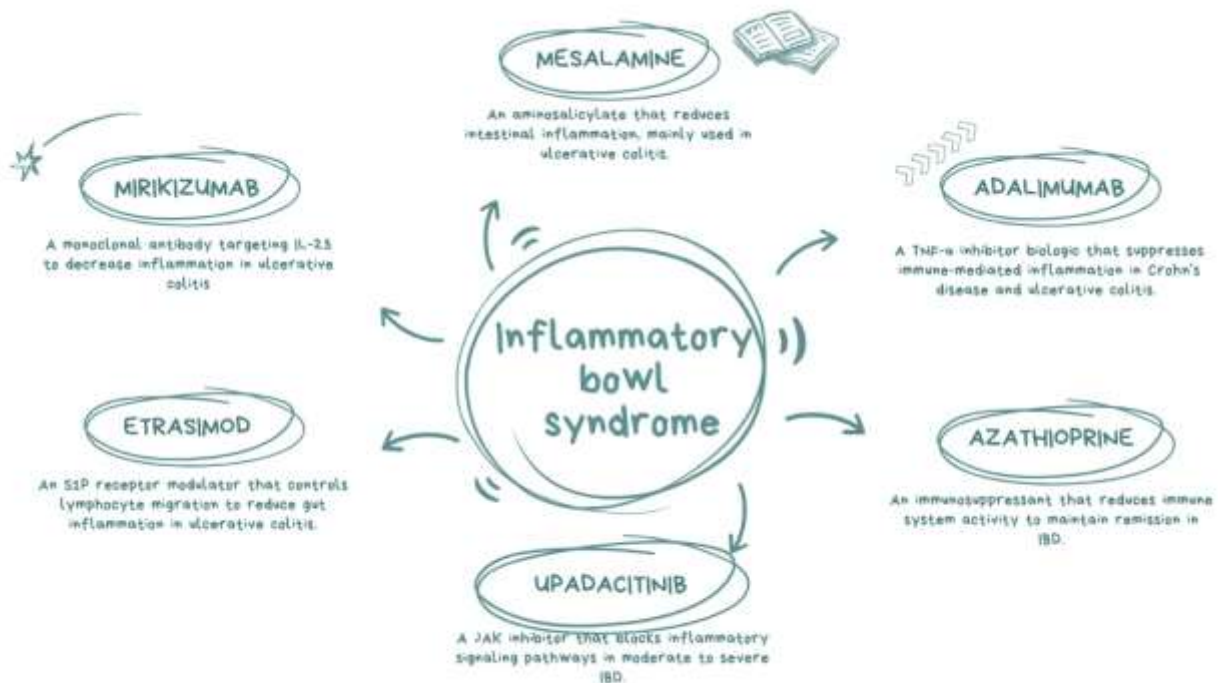 MESALAMINE
An aminosalicylate that reduces
intestinal inflammation, mainly used in
ulcerative colitis.
MIRIKIZUMAB
A monoclonal antibody targeting IL-23
to decrease inflammation in ulcerative
colitis
ADALIMUMAB
A TNF-α inhibitor biologic that suppresses
immune-mediated inflammation in Crohn's
disease and ulcerative colitis.
Inflammatory
bowl
syndrome
ETRASIMOD
An S1P receptor modulator that controls
lymphocyte migration to reduce gut
inflammation in ulcerative colitis.
AZATHIOPRINE
An immunosuppressant that reduces immune
system activity to maintain remission in
IBD.
UPADACITINIB
A JAK inhibitor that blocks inflammatory
signaling pathways in moderate to severe
IBD.